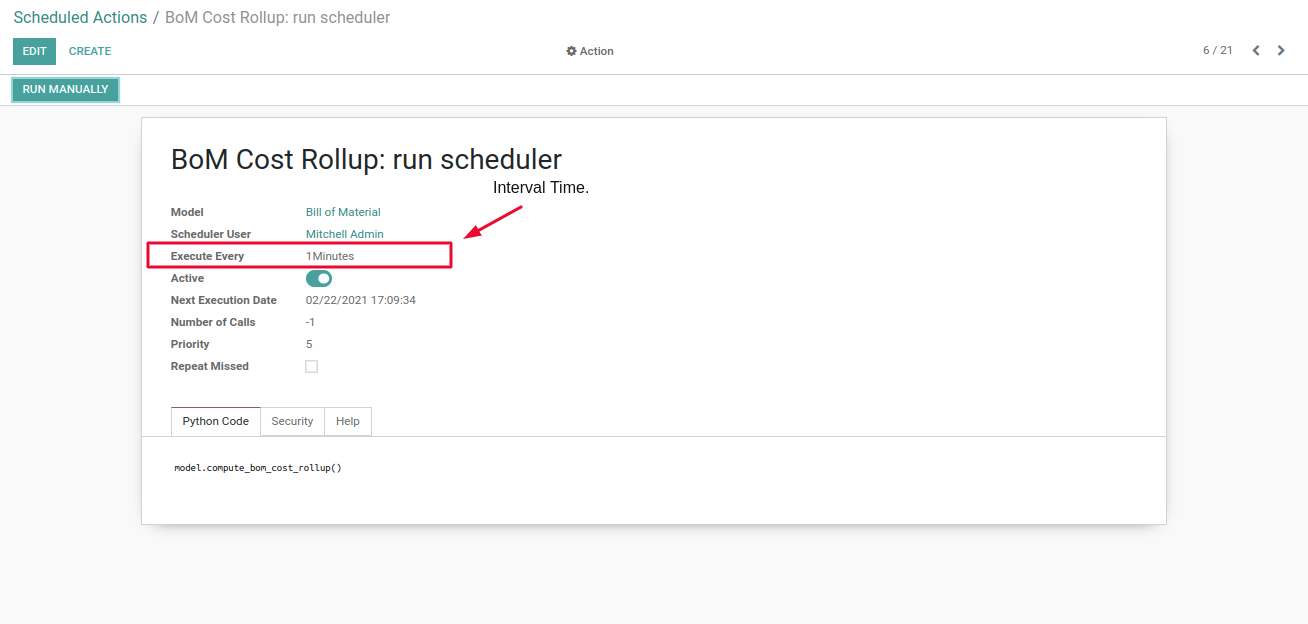 Scheduled Actions / BoM Cost Rollup: run scheduler
EDIT CREATE Action 6 / 21
RUN MANUALLY
BoM Cost Rollup: run scheduler
Interval Time.
Model Bill of Material
Scheduler User Mitchell Admin
Execute Every 1Minutes
Active
Next Execution Date 02/22/2021 17:09:34
Number of Calls -1
Priority 5
Repeat Missed
Python Code Security Help
model.compute_bom_cost_rollup()